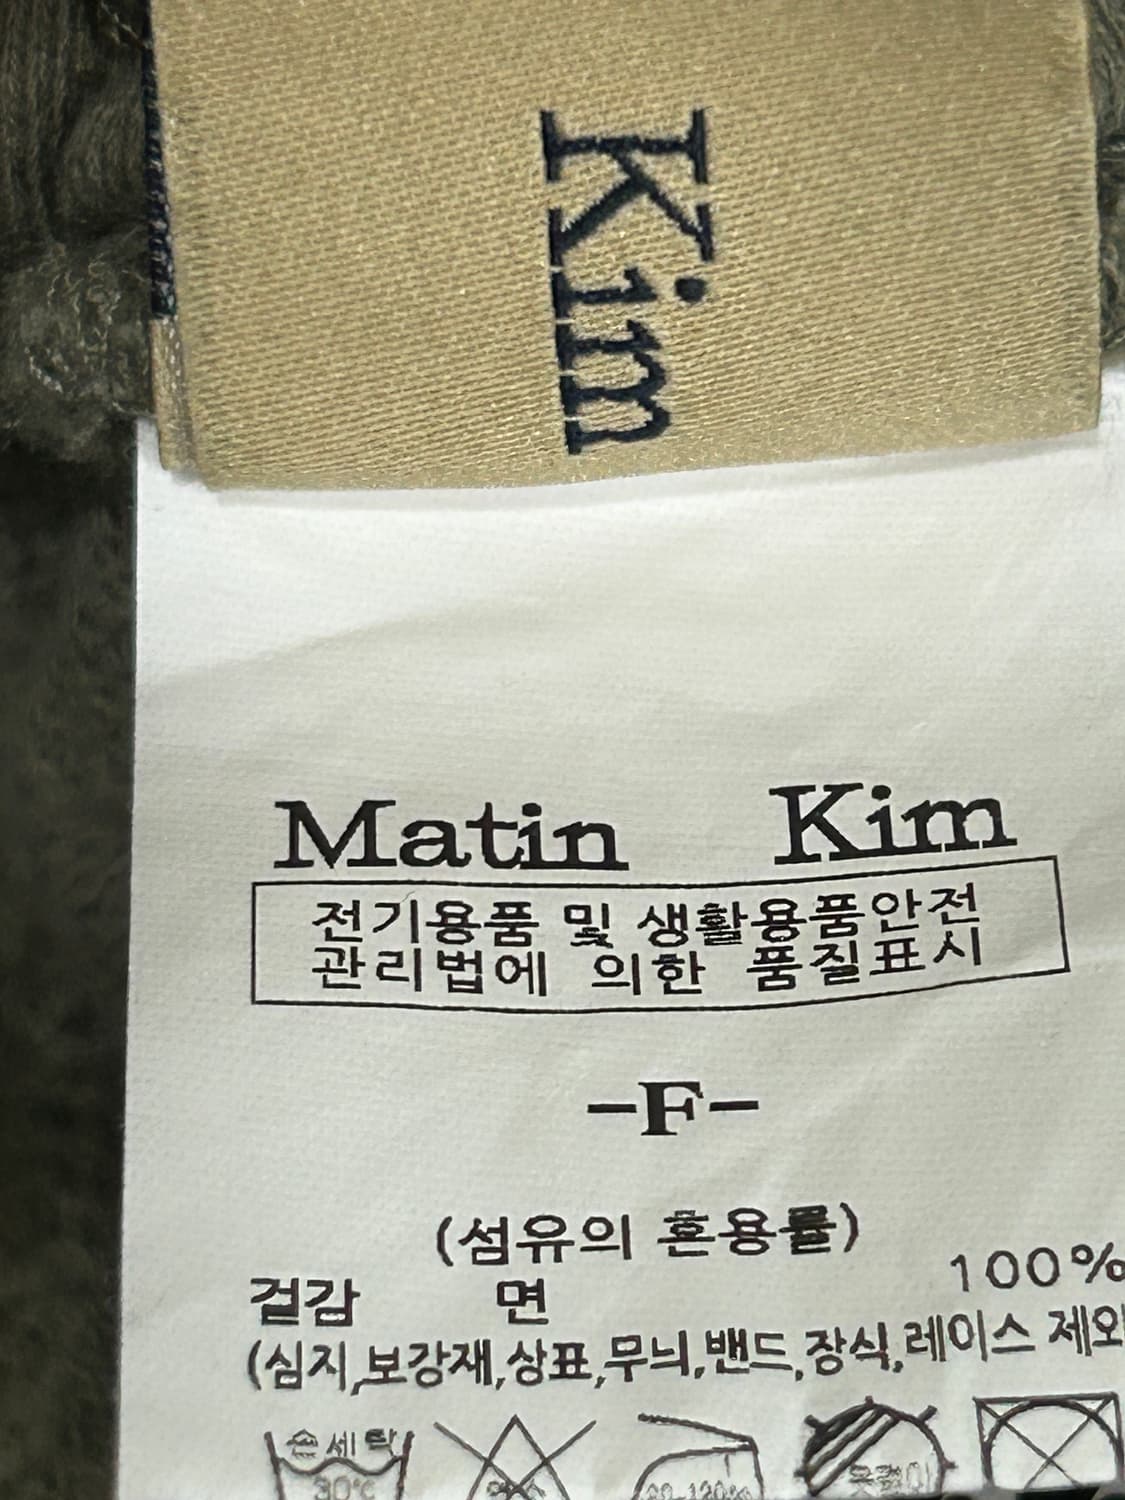 Kim
Matin Kim
전기용품 및 생활용품안전
관리법에 의한 품질표시
-F-
(섬유의 혼용률)
겉감 면 100%
(심지,보강재,상표,무늬,밴드,장식,레이스 제외
손세탁
30℃